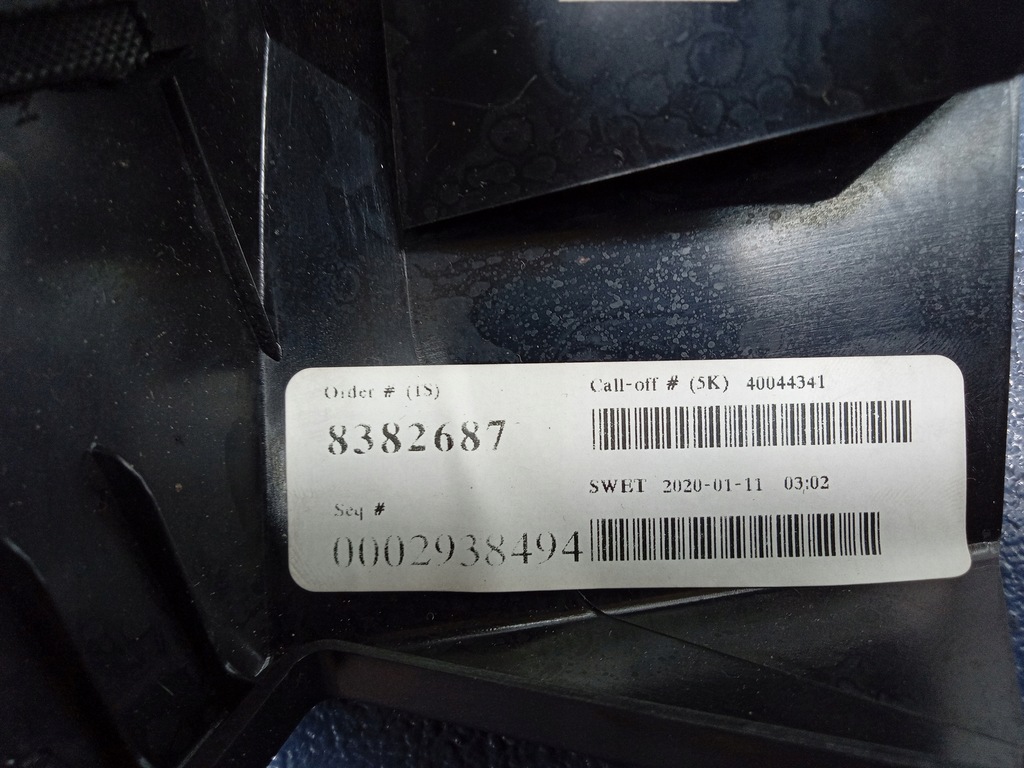 Order # (1S)
8382687
Call-off # (5K) 40044341
SWET 2020-01-11 03:02
Seq #
0002938494